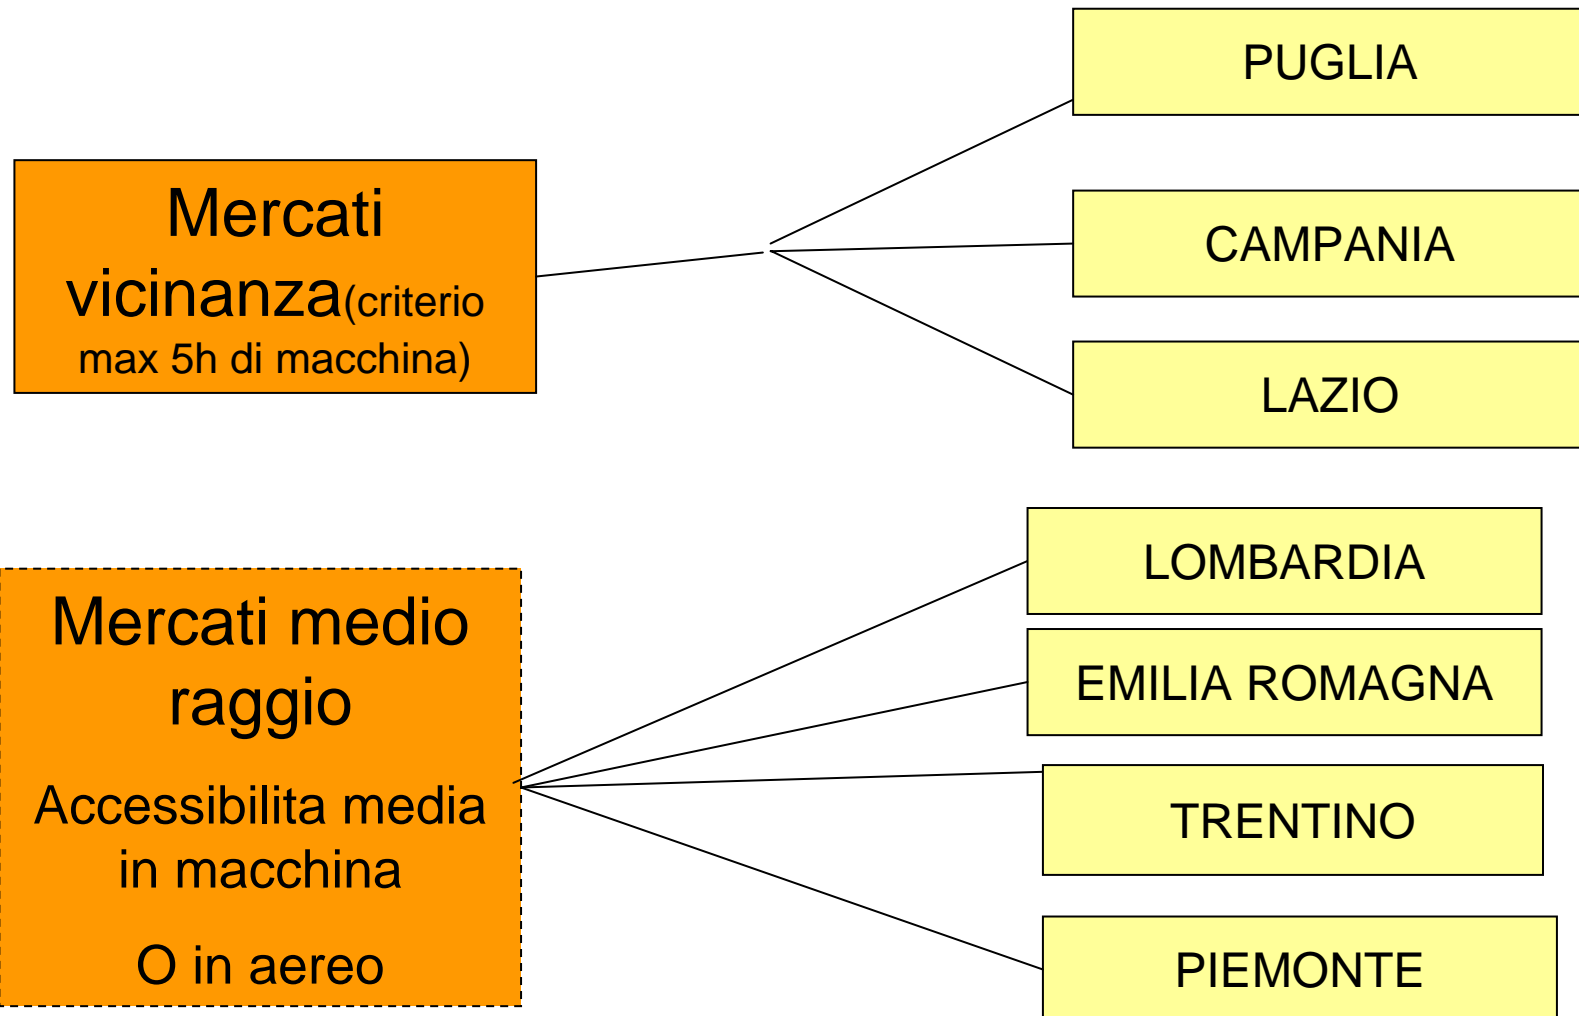 PUGLIA
Mercati
vicinanza(criterio
max 5h di macchina)
CAMPANIA
LAZIO
LOMBARDIA
Mercati medio
raggio
Accessibilita media
in macchina
O in aereo
EMILIA ROMAGNA
TRENTINO
PIEMONTE